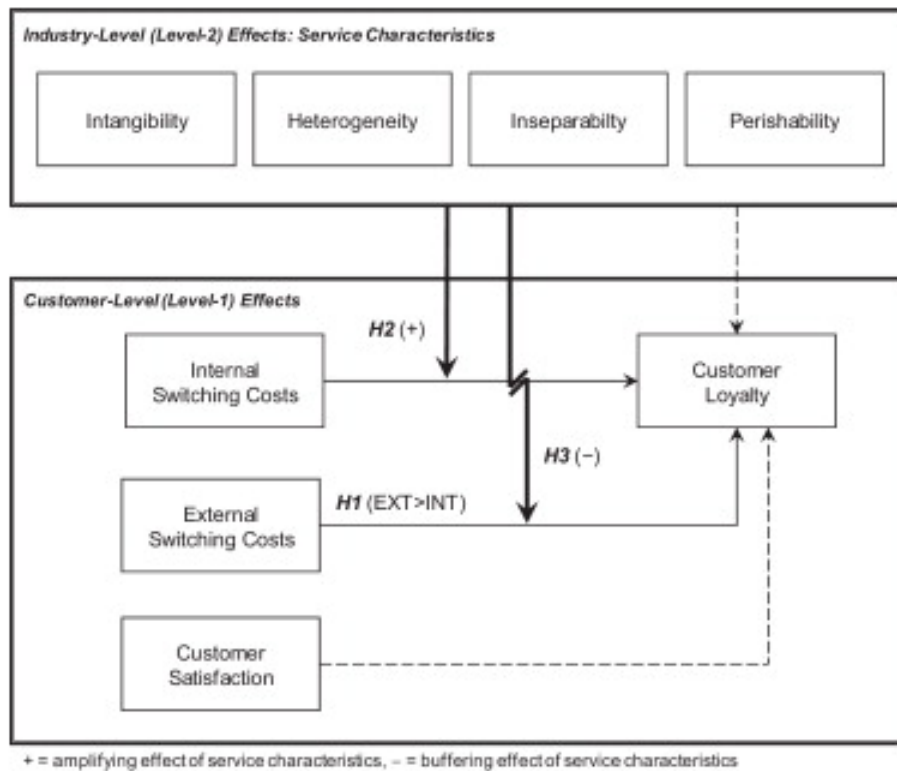 Industry-Level (Level-2) Effects: Service Characteristics
Intangibility
Heterogeneity
Inseparabilty
Perishability
Customer-Level (Level-1) Effects
H2 (+)
Internal
Switching Costs
Customer
Loyalty
H3 (−)
H1 (EXT>INT)
External
Switching Costs
Customer
Satisfaction
+ = amplifying effect of service characteristics, − = buffering effect of service characteristics